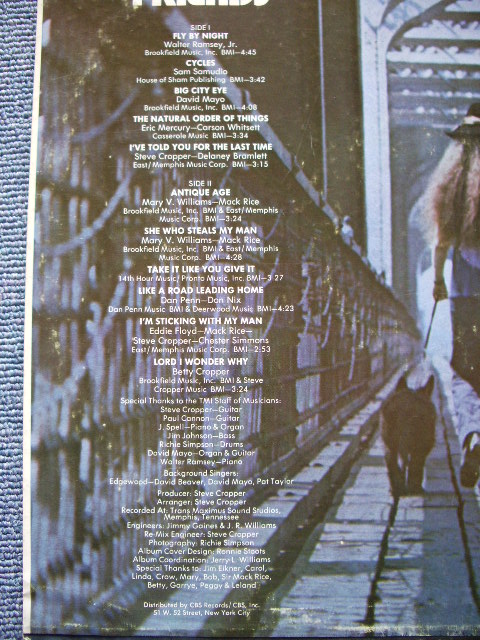 FRIENDS
SIDE I
FLY BY NIGHT
Walter Ramsey, Jr.
Brookfield Music, Inc. BMI—4:45
CYCLES
Sam Samudio
House of Sham Publishing BMI—3:42
BIG CITY EYE
David Mayo
Brookfield Music, Inc. BMI—4:08
THE NATURAL ORDER OF THINGS
Eric Mercury—Carson Whitsett
Casserole Music BMI—3:34
I'VE TOLD YOU FOR THE LAST TIME
Steve Cropper—Delaney Bramlett
East/Memphis Music Corp. BMI—3:15
SIDE II
ANTIQUE AGE
Mary V. Williams—Mack Rice
Brookfield Music, Inc. BMI & East/Memphis
Music Corp. BMI—3:24
SHE WHO STEALS MY MAN
Mary V. Williams—Mack Rice
Brookfield Music, Inc. BMI & East/Memphis
Music Corp. BMI—4:28
TAKE IT LIKE YOU GIVE IT
14th Hour Music/Pronto Music, Inc. BMI—3:27
LIKE A ROAD LEADING HOME
Dan Penn—Don Nix
Dan Penn Music BMI & Deerwood Music BMI—4:23
I'M STICKING WITH MY MAN
Eddie Floyd—Mack Rice—
Steve Cropper—Chester Simmons
East/Memphis Music Corp. BMI—2:53
LORD I WONDER WHY
Betty Cropper
Brookfield Music, Inc. BMI & Steve
Cropper Music BMI—3:24
Special Thanks to the TMI Staff of Musicians:
Steve Cropper—Guitar
Paul Cannon—Guitar
J. Spell—Piano & Organ
Jim Johnson—Bass
Richie Simpson—Drums
David Mayo—Organ & Guitar
Walter Ramsey—Piano
Background Singers:
Edgewood—David Beaver, David Mayo, Pat Taylor
Producer: Steve Cropper
Arranger: Steve Cropper
Recorded At: Trans Maximus Sound Studios,
Memphis, Tennessee
Engineers: Jimmy Gaines & J. R. Williams
Re-Mix Engineer: Steve Cropper
Photography: Richie Simpson
Album Cover Design: Rennie Stoots
Album Coordination: Jerry L. Williams
Special Thanks to: Jim Eikner, Carol,
Linda, Crow, Mary, Bob, Sir Mack Rice,
Betty, Garrye, Peggy & Leland
Distributed by CBS Records/CBS, Inc.
51 W. 52 Street, New York City